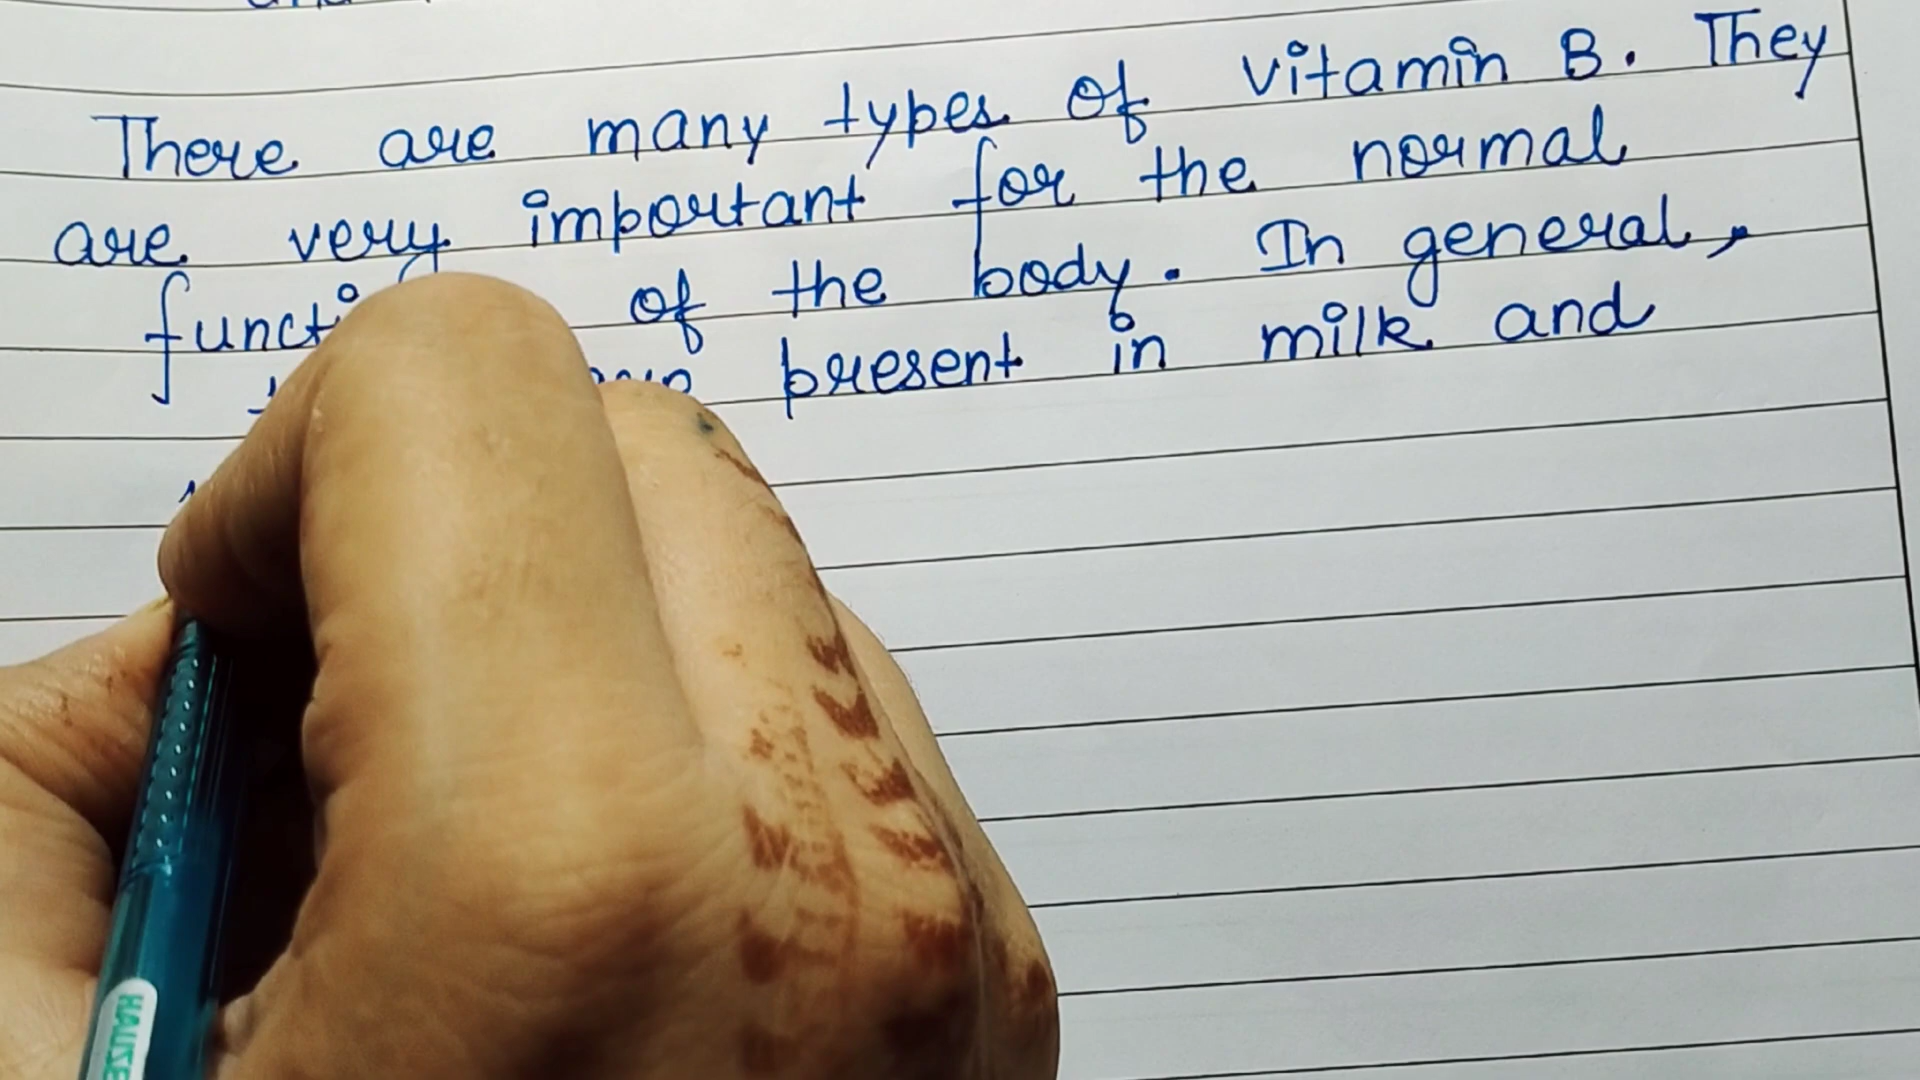 There are many types of vitamin B. They
are very important for the normal
of the body. In general,
present in milk and
HAUSER